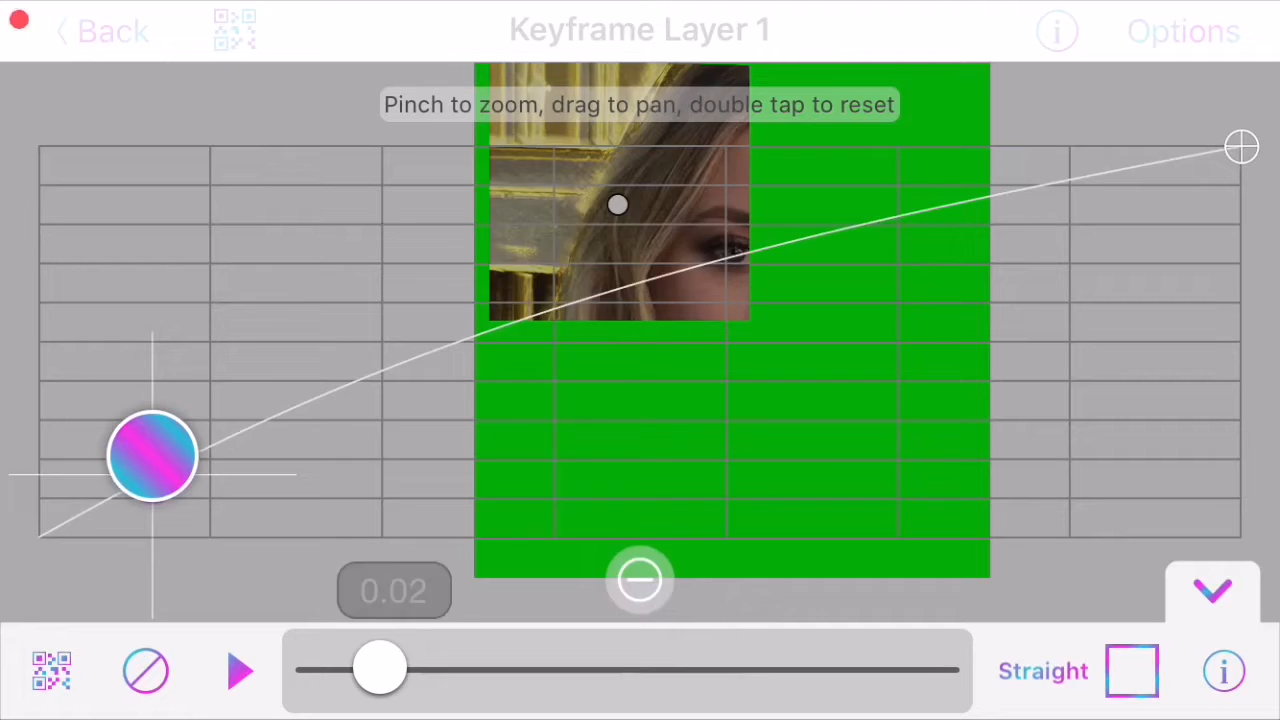 Back
Keyframe Layer 1
Options
Pinch to zoom, drag to pan, double tap to reset
0.02
Straight